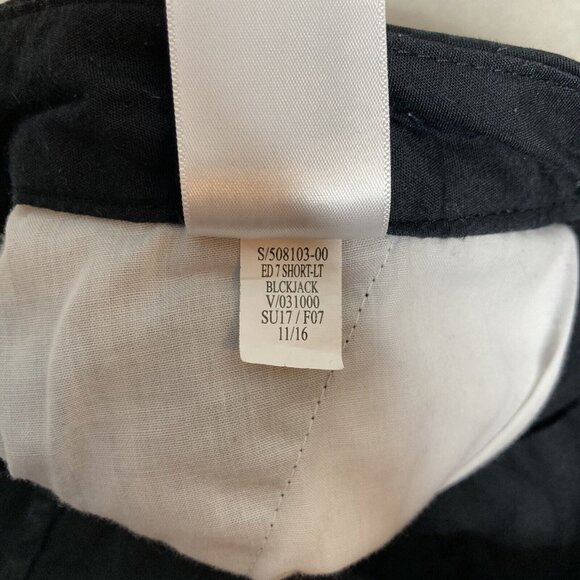 S/508103-00
ED 7 SHORT-LT
BLCKJACK
V/031000
SU17 / F07
11/16